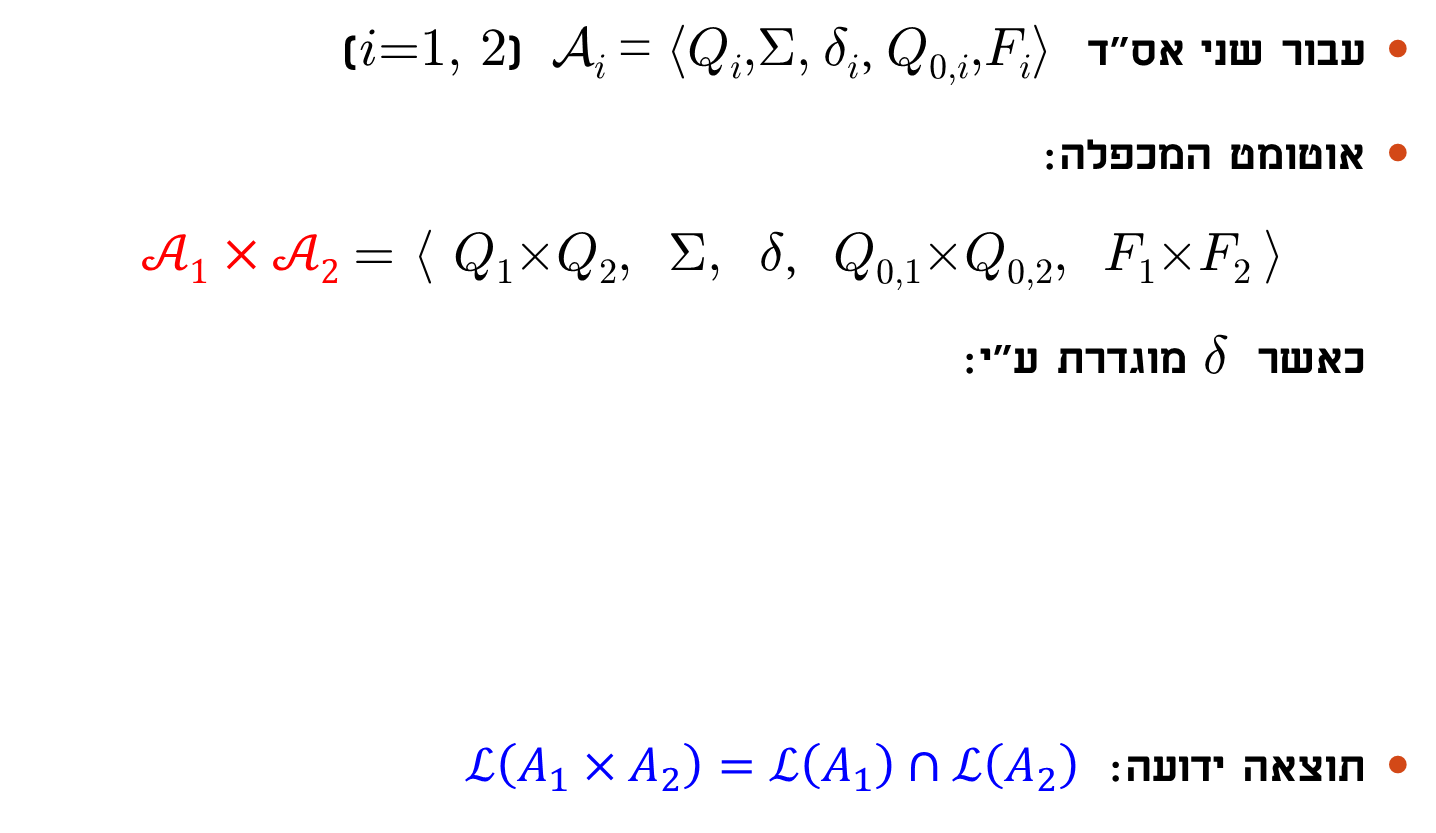 • עבור שני אס"ד 𝒜ᵢ = ⟨Qᵢ,Σ, δᵢ, Q₀,ᵢ,Fᵢ⟩ (i=1, 2)
• אוטומט המכפלה:
𝒜₁ × 𝒜₂ = ⟨ Q₁×Q₂, Σ, δ, Q₀,₁×Q₀,₂, F₁×F₂ ⟩
כאשר δ מוגדרת ע"י:
• תוצאה ידועה: ℒ(A₁ × A₂) = ℒ(A₁) ∩ ℒ(A₂)